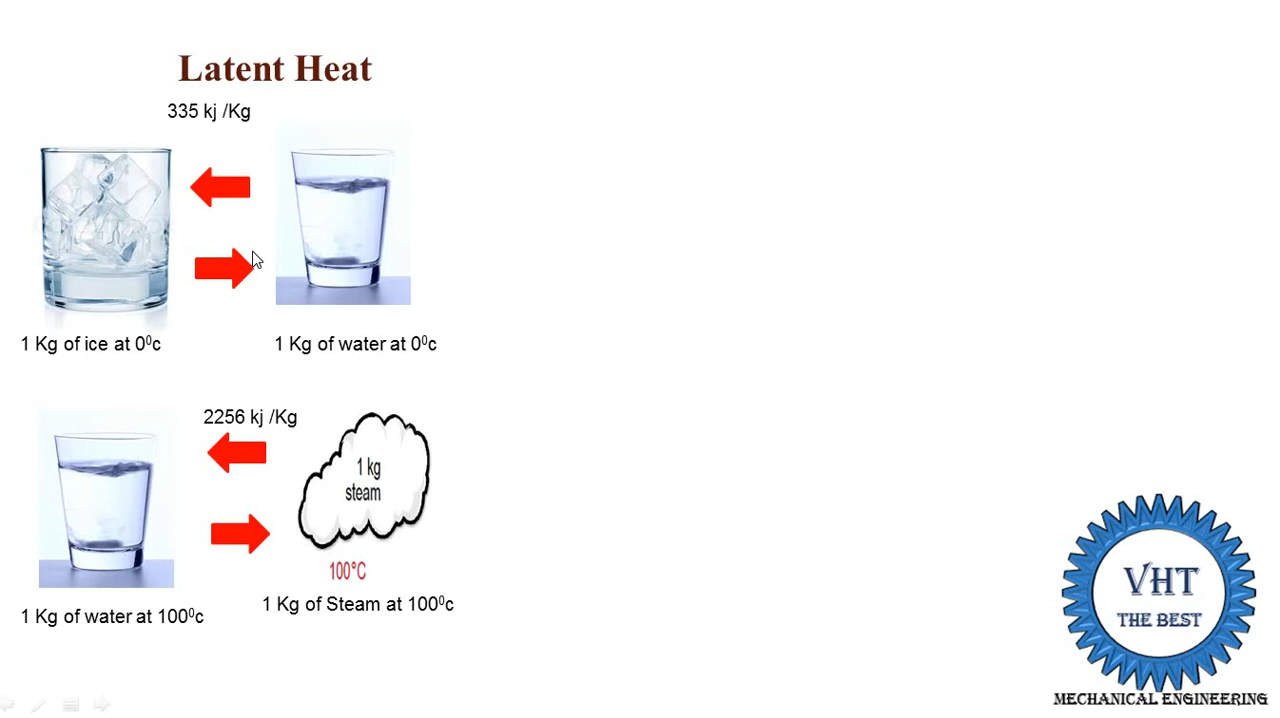 Latent Heat
335 kj /Kg
1 Kg of ice at 0⁰c
1 Kg of water at 0⁰c
2256 kj /Kg
1 kg
steam
100°C
1 Kg of water at 100⁰c
1 Kg of Steam at 100⁰c
VHT
THE BEST
MECHANICAL ENGINEERING